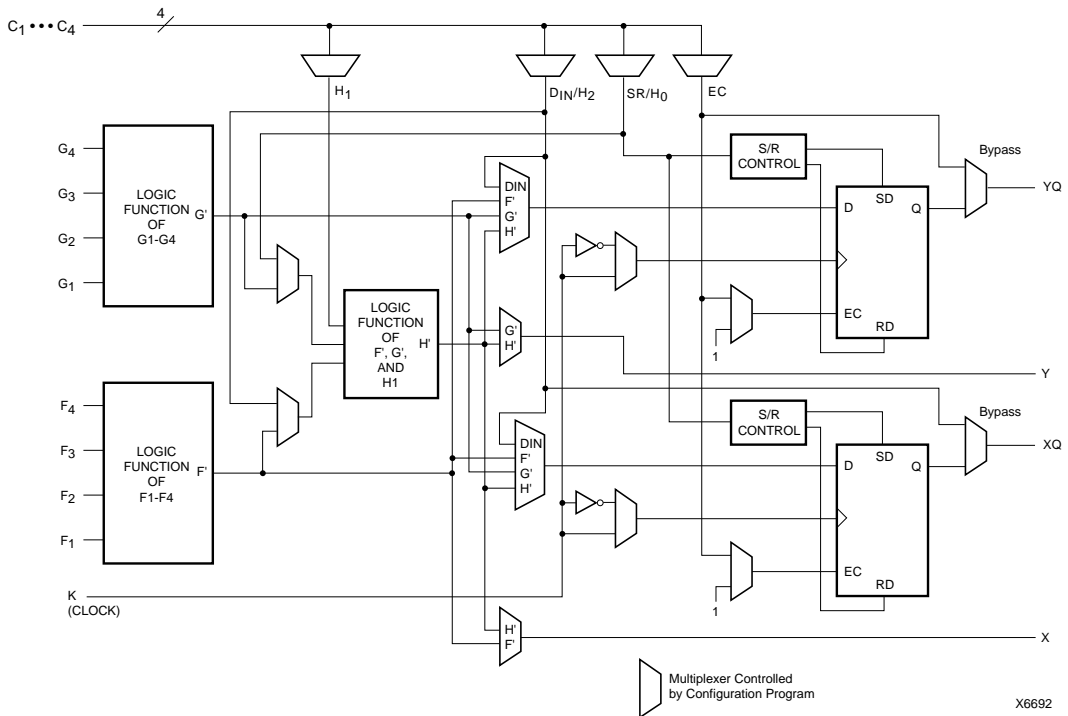 4
C1 ••• C4
H1
DIN/H2
SR/H0
EC
G4
G3
G2
G1
LOGIC
FUNCTION
OF
G1-G4
G'
DIN
F'
G'
H'
S/R
CONTROL
D
SD
Q
EC
RD
1
Bypass
YQ
LOGIC
FUNCTION
OF
F', G',
AND
H1
H'
G'
H'
Y
F4
F3
F2
F1
LOGIC
FUNCTION
OF
F1-F4
F'
DIN
F'
G'
H'
S/R
CONTROL
D
SD
Q
EC
RD
1
Bypass
XQ
K
(CLOCK)
H'
F'
X
Multiplexer Controlled
by Configuration Program
X6692